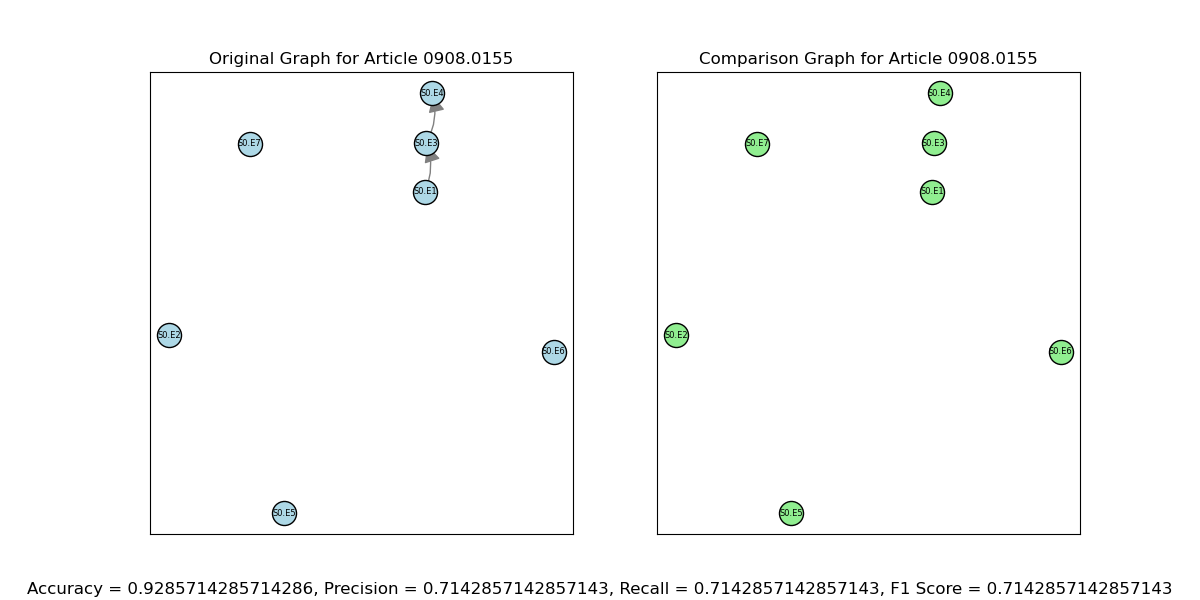 Original Graph for Article 0908.0155
S0.E4
S0.E7
S0.E3
S0.E1
S0.E2
S0.E6
S0.E5
Comparison Graph for Article 0908.0155
S0.E4
S0.E7
S0.E3
S0.E1
S0.E2
S0.E6
S0.E5
Accuracy = 0.9285714285714286, Precision = 0.7142857142857143, Recall = 0.7142857142857143, F1 Score = 0.7142857142857143